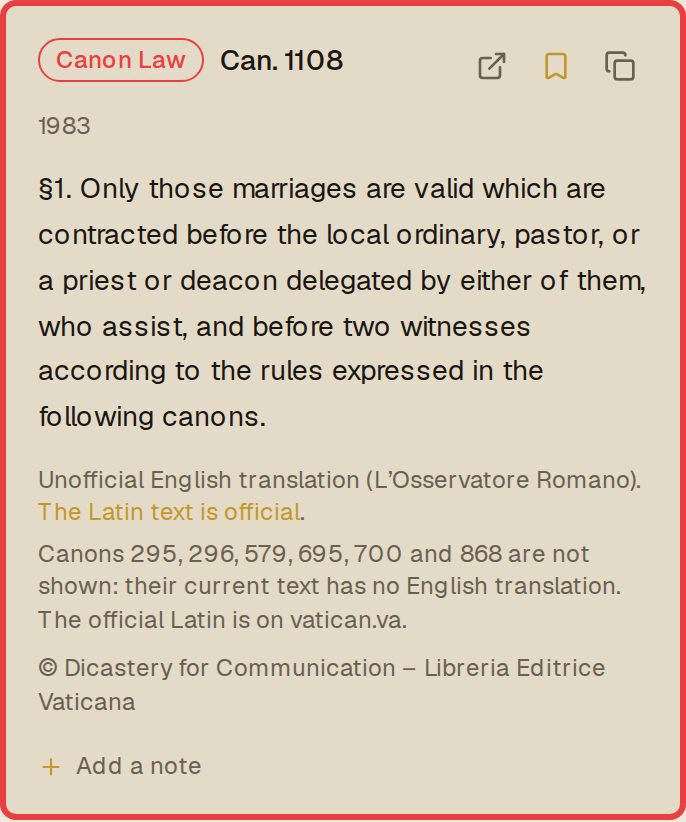 Canon Law Can. 1108
1983
§1. Only those marriages are valid which are
contracted before the local ordinary, pastor, or
a priest or deacon delegated by either of them,
who assist, and before two witnesses
according to the rules expressed in the
following canons.
Unofficial English translation (L’Osservatore Romano).
The Latin text is official.
Canons 295, 296, 579, 695, 700 and 868 are not
shown: their current text has no English translation.
The official Latin is on vatican.va.
© Dicastery for Communication – Libreria Editrice
Vaticana
+ Add a note